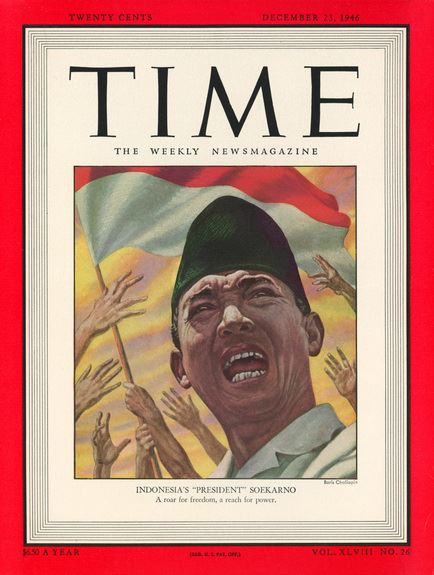 TWENTY CENTS DECEMBER 23, 1946
TIME
THE WEEKLY NEWSMAGAZINE
Boris Chaliapin
INDONESIA'S "PRESIDENT" SOEKARNO
A roar for freedom, a reach for power.
$6.50 A YEAR (REG. U. S. PAT. OFF.) VOL. XLVIII NO. 26